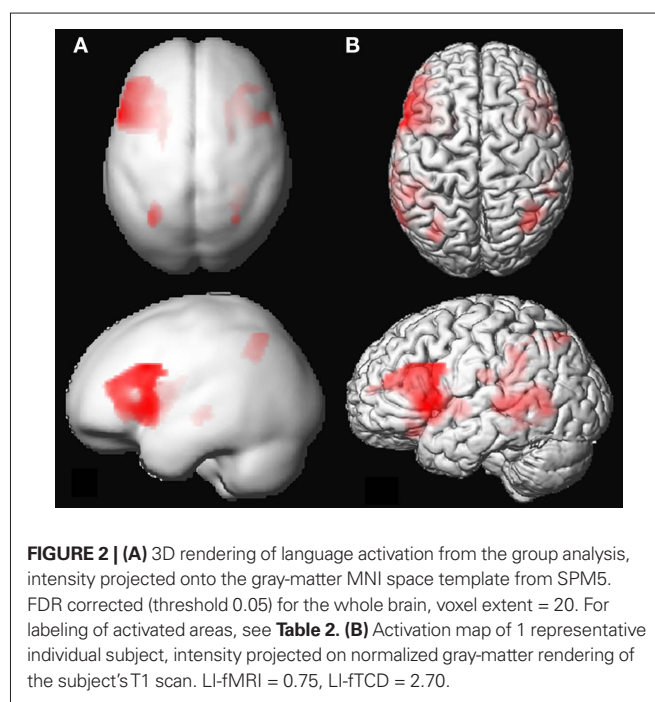 A B
FIGURE 2 | (A) 3D rendering of language activation from the group analysis,
intensity projected onto the gray-matter MNI space template from SPM5.
FDR corrected (threshold 0.05) for the whole brain, voxel extent = 20. For
labeling of activated areas, see Table 2. (B) Activation map of 1 representative
individual subject, intensity projected on normalized gray-matter rendering of
the subject's T1 scan. LI-fMRI = 0.75, LI-fTCD = 2.70.